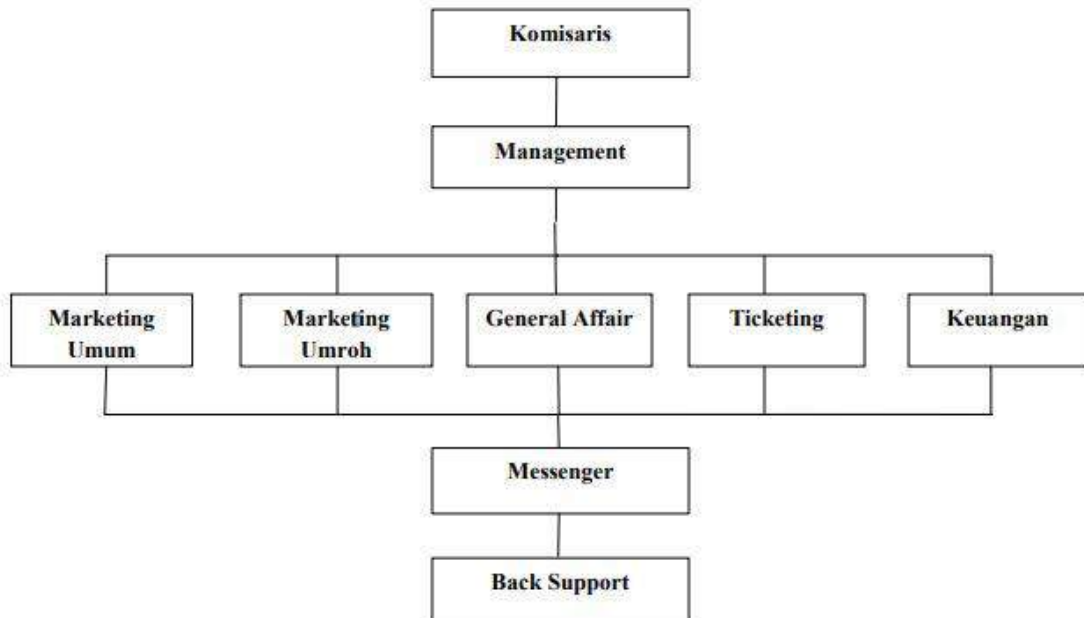 Komisaris
Management
Marketing
Umum
Marketing
Umroh
General Affair
Ticketing
Keuangan
Messenger
Back Support